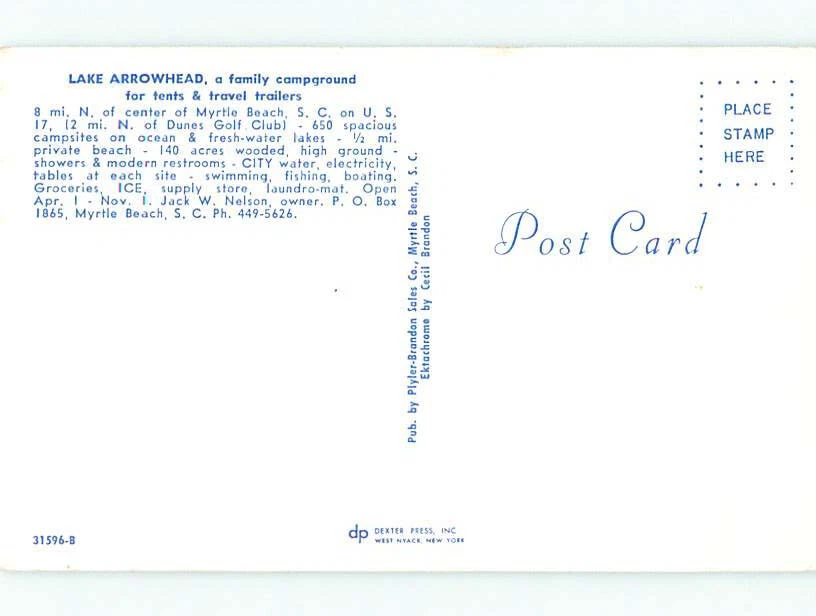 LAKE ARROWHEAD, a family campground
for tents & travel trailers
8 mi. N. of center of Myrtle Beach, S. C. on U. S.
17, (2 mi. N. of Dunes Golf Club) - 650 spacious
campsites on ocean & fresh-water lakes - ½ mi.
private beach - 140 acres wooded, high ground -
showers & modern restrooms - CITY water, electricity,
tables at each site - swimming, fishing, boating.
Groceries, ICE, supply store, laundro-mat. Open
Apr. 1 - Nov. 1. Jack W. Nelson, owner. P. O. Box
1865, Myrtle Beach, S. C. Ph. 449-5626.
Pub. by Plyler-Brandon Sales Co., Myrtle Beach, S. C.
Ektachrome by Cecil Brandon
PLACE
STAMP
HERE
Post Card
31596-B
dp DEXTER PRESS, INC
WEST NYACK, NEW YORK